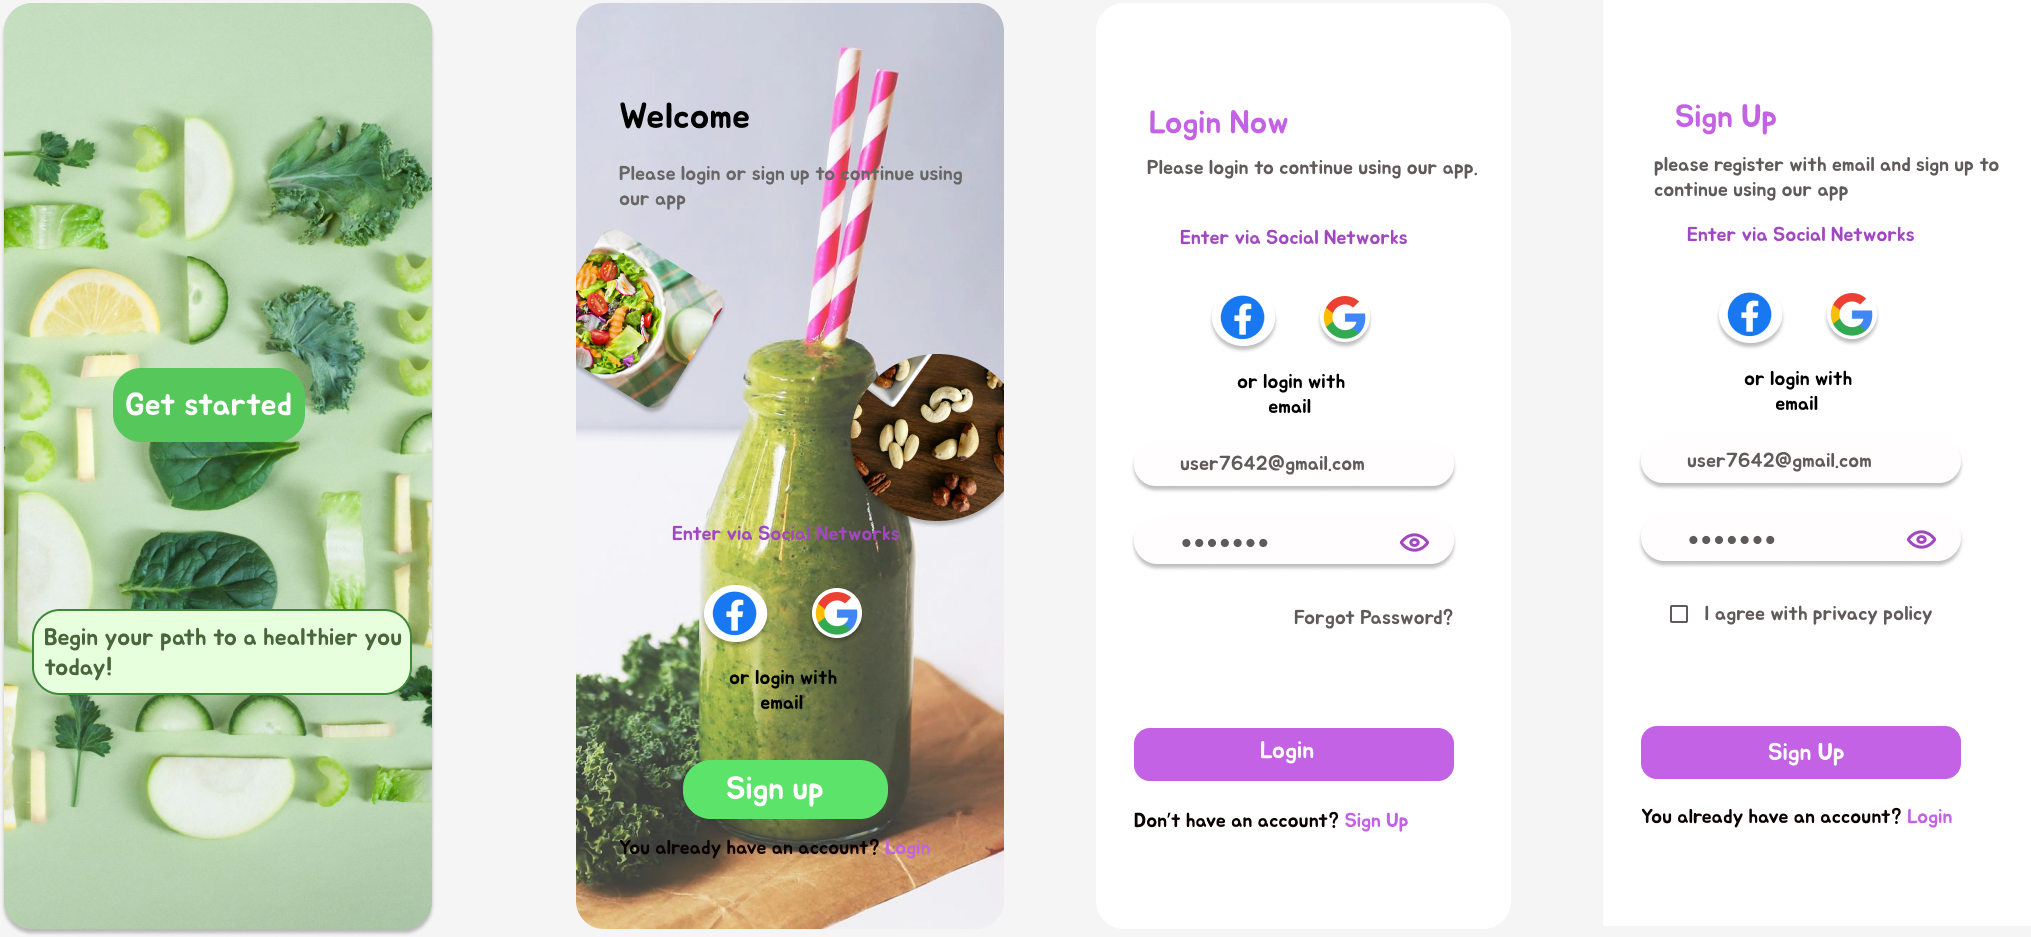 Get started
Begin your path to a healthier you
today!
Welcome
Please login or sign up to continue using
our app
Enter via Social Networks
or login with
email
Sign up
You already have an account? Login
Login Now
Please login to continue using our app.
Enter via Social Networks
or login with
email
user7642@gmail.com
Forgot Password?
Login
Don't have an account? Sign Up
Sign Up
please register with email and sign up to
continue using our app
Enter via Social Networks
or login with
email
user7642@gmail.com
I agree with privacy policy
Sign Up
You already have an account? Login